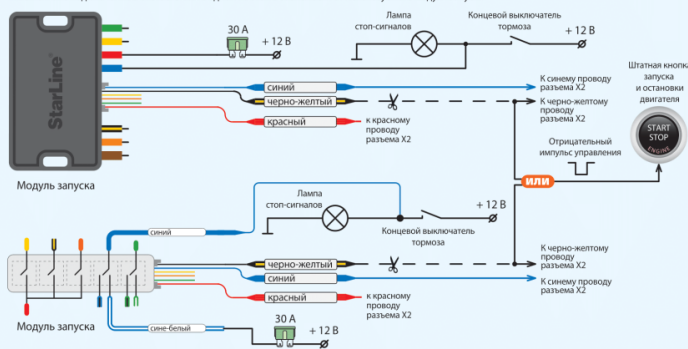 30 А
+ 12 В
Лампа
стоп-сигналов
Концевой выключатель
тормоза
+ 12 В
StarLine
синий
черно-желтый
красный
к красному
проводу
разъема X2
К синему проводу
разъема X2
К черно-желтому
проводу
разъема X2
Штатная кнопка
запуска
и остановки
двигателя
START
STOP
ENGINE
Отрицательный
импульс управления
ИЛИ
Модуль запуска
Лампа
стоп-сигналов
+ 12 В
Концевой выключатель
тормоза
синий
черно-желтый
синий
красный
к красному
проводу
разъема X2
К черно-желтому
проводу
разъема X2
К синему проводу
разъема X2
Модуль запуска
сине-белый
30 А
+ 12 В